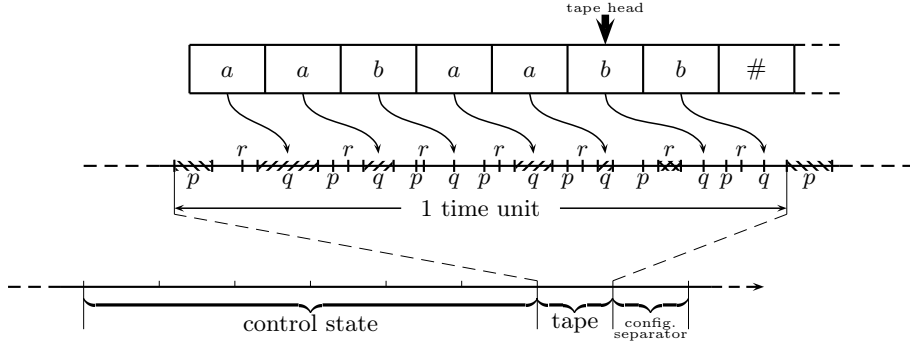 tape head
a a b a a b b #
r r r r r r r
p q p q p q p q p q p q p q p
1 time unit
control state tape config.
separator